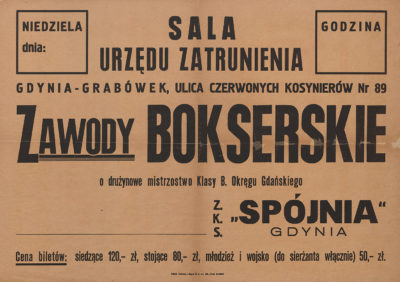 NIEDZIELA
dnia:
SALA
URZĘDU ZATRUNIENIA
GODZINA
GDYNIA-GRABÓWEK, ULICA CZERWONYCH KOSYNIERÓW Nr 89
ZAWODY BOKSERSKIE
o drużynowe mistrzostwo Klasy B. Okręgu Gdańskiego
Z.
K.
S.
„SPÓJNIA"
GDYNIA
Cena biletów: siedzące 120,- zł, stojące 80,- zł, młodzież i wojsko (do sierżanta włącznie) 50,- zł.